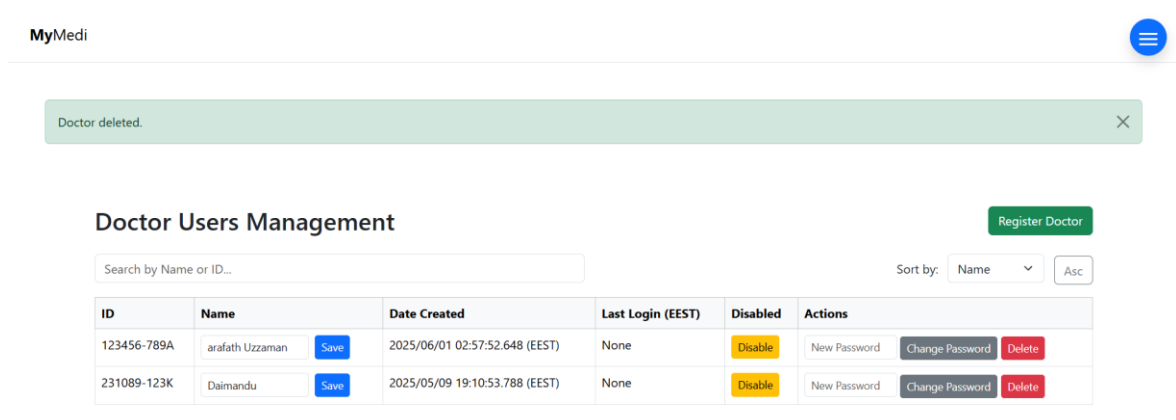 MyMedi
Doctor deleted.
Doctor Users Management
Register Doctor
Search by Name or ID...
Sort by: Name Asc
ID Name Date Created Last Login (EEST) Disabled Actions
123456-789A arafath Uzzaman Save 2025/06/01 02:57:52.648 (EEST) None Disable New Password Change Password Delete
231089-123K Daimandu Save 2025/05/09 19:10:53.788 (EEST) None Disable New Password Change Password Delete